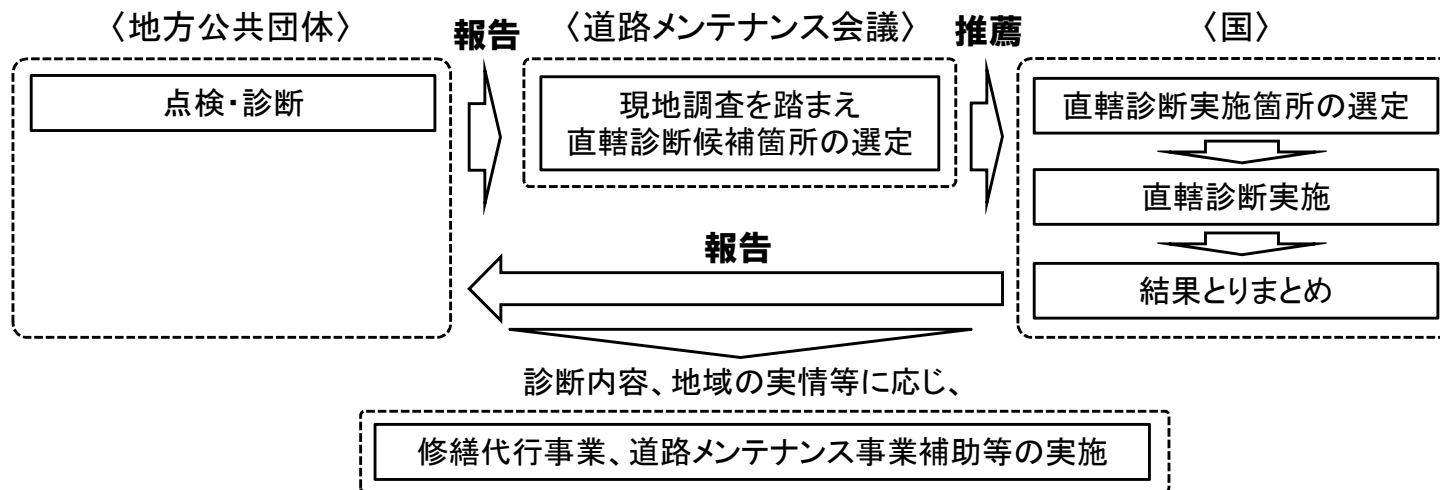 〈地方公共団体〉
報告
〈道路メンテナンス会議〉
推薦
〈国〉
点検・診断
現地調査を踏まえ
直轄診断候補箇所の選定
直轄診断実施箇所の選定
直轄診断実施
結果とりまとめ
報告
診断内容、地域の実情等に応じ、
修繕代行事業、道路メンテナンス事業補助等の実施